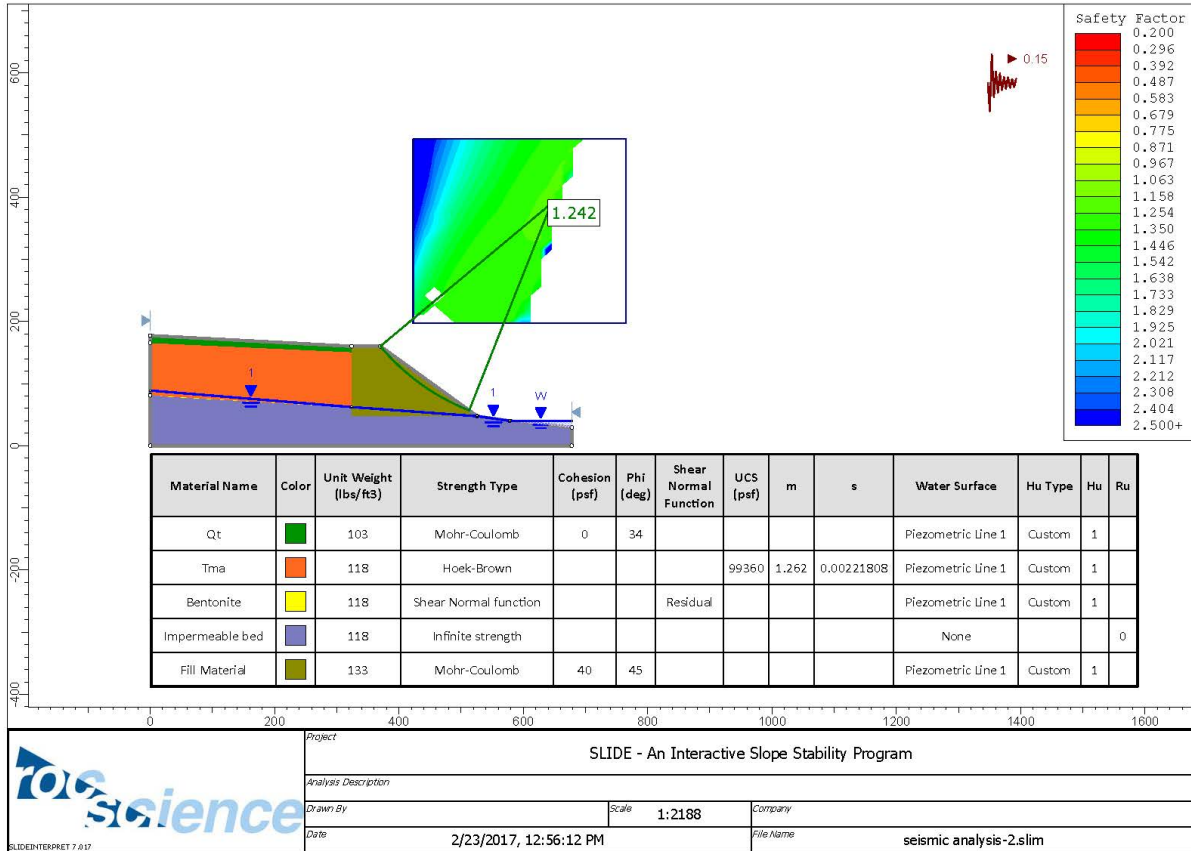 Safety Factor
0.200
0.296
0.392
0.487
0.583
0.679
0.775
0.871
0.967
1.063
1.158
1.254
1.350
1.446
1.542
1.638
1.733
1.829
1.925
2.021
2.117
2.212
2.308
2.404
2.500+
0.15
1.242
600
400
200
0
-200
-400
1
1
W
Material Name Color Unit Weight (lbs/ft3) Strength Type Cohesion (psf) Phi (deg) Shear Normal Function UCS (psf) m s Water Surface Hu Type Hu Ru
Qt 103 Mohr-Coulomb 0 34 Piezometric Line 1 Custom 1
Tma 118 Hoek-Brown 99360 1.262 0.00221808 Piezometric Line 1 Custom 1
Bentonite 118 Shear Normal function Residual Piezometric Line 1 Custom 1
Impermeable bed 118 Infinite strength None 0
Fill Material 133 Mohr-Coulomb 40 45 Piezometric Line 1 Custom 1
0 200 400 600 800 1000 1200 1400 1600
rocscience
SLIDEINTERPRET 7.017
Project
SLIDE - An Interactive Slope Stability Program
Analysis Description
Drawn By
Scale 1:2188
Company
Date 2/23/2017, 12:56:12 PM
File Name seismic analysis-2.slim